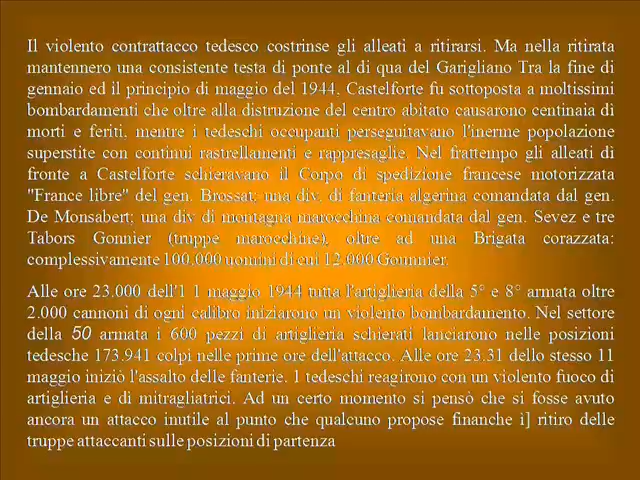 Il violento contrattacco tedesco costrinse gli alleati a ritirarsi. Ma nella ritirata
mantennero una consistente testa di ponte al di qua del Garigliano Tra la fine di
gennaio ed il principio di maggio del 1944, Castelforte fu sottoposta a moltissimi
bombardamenti che oltre alla distruzione del centro abitato causarono centinaia di
morti e feriti, mentre i tedeschi occupanti perseguitavano l'inerme popolazione
superstite con continui rastrellamenti e rappresaglie. Nel frattempo gli alleati di
fronte a Castelforte schieravano il Corpo di spedizione francese motorizzata
"France libre" del gen. Brossat; una div. di fanteria algerina comandata dal gen.
De Monsabert; una div di montagna marocchina comandata dal gen. Sevez e tre
Tabors Gonnier (truppe marocchine), oltre ad una Brigata corazzata:
complessivamente 100.000 uomini di cui 12.000 Gounnier.
Alle ore 23.000 dell'1 1 maggio 1944 tutta l'artiglieria della 5° e 8° armata oltre
2.000 cannoni di ogni calibro iniziarono un violento bombardamento. Nel settore
della 50 armata i 600 pezzi di artiglieria schierati lanciarono nelle posizioni
tedesche 173.941 colpi nelle prime ore dell'attacco. Alle ore 23.31 dello stesso 11
maggio iniziò l'assalto delle fanterie. 1 tedeschi reagirono con un violento fuoco di
artiglieria e di mitragliatrici. Ad un certo momento si pensò che si fosse avuto
ancora un attacco inutile al punto che qualcuno propose finanche i] ritiro delle
truppe attaccanti sulle posizioni di partenza